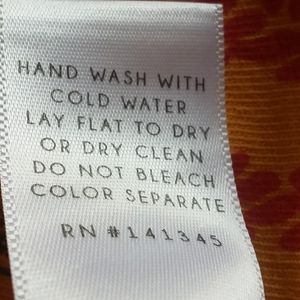 HAND WASH WITH
COLD WATER
LAY FLAT TO DRY
OR DRY CLEAN
DO NOT BLEACH
COLOR SEPARATE
RN #141345